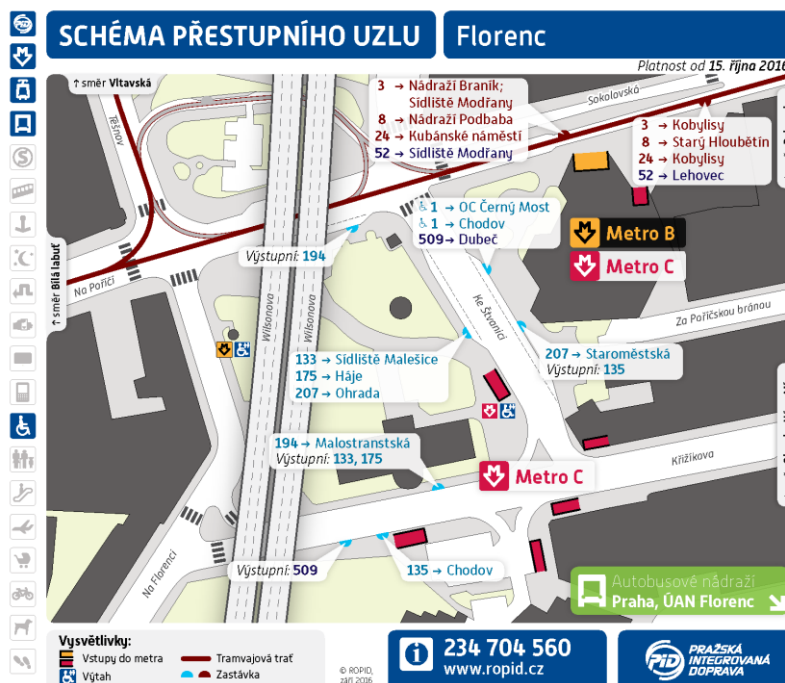 SCHÉMA PŘESTUPNÍHO UZLU
Florenc
Platnost od 15. října 2016
↑ směr Vltavská
Těšnov
3 → Nádraží Braník;
Sídliště Modřany
8 → Nádraží Podbaba
24 → Kubánské náměstí
52 → Sídliště Modřany
Sokolovská
3 → Kobylisy
8 → Starý Hloubětín
24 → Kobylisy
52 → Lehovec
1 → OC Černý Most
1 → Chodov
509 → Dubeč
Metro B
Metro C
Výstupní: 194
↑ směr Bílá labuť
Na Poříčí
Wilsonova
Wilsonova
Ke Štvanici
Za Poříčskou bránou
133 → Sídliště Malešice
175 → Háje
207 → Ohrada
207 → Staroměstská
Výstupní: 135
194 → Malostranstská
Výstupní: 133, 175
Metro C
Křižíkova
Na Florenci
Výstupní: 509
135 → Chodov
Autobusové nádraží
Praha, ÚAN Florenc
Vysvětlivky:
Vstupy do metra
Tramvajová trať
Výtah
Zastávka
© ROPID,
září 2016
234 704 560
www.ropid.cz
PID
PRAŽSKÁ
INTEGROVANÁ
DOPRAVA